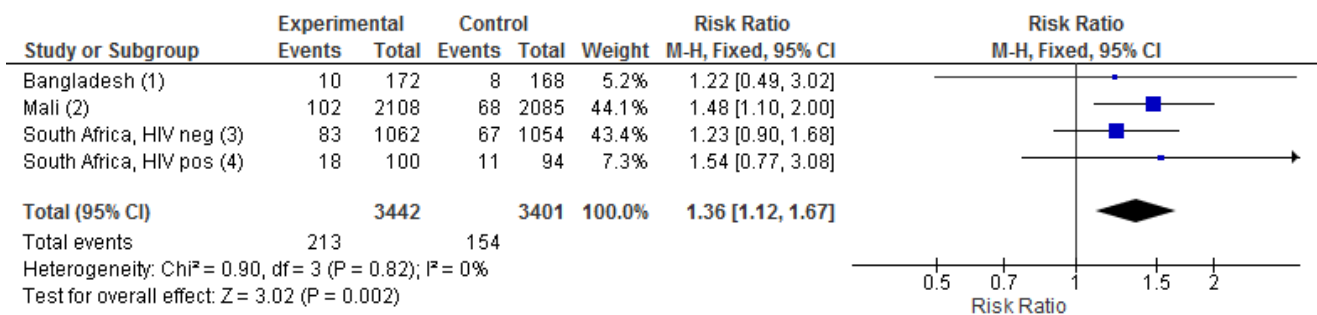 Experimental Control Risk Ratio Risk Ratio
Study or Subgroup Events Total Events Total Weight M-H, Fixed, 95% CI M-H, Fixed, 95% CI
Bangladesh (1) 10 172 8 168 5.2% 1.22 [0.49, 3.02]
Mali (2) 102 2108 68 2085 44.1% 1.48 [1.10, 2.00]
South Africa, HIV neg (3) 83 1062 67 1054 43.4% 1.23 [0.90, 1.68]
South Africa, HIV pos (4) 18 100 11 94 7.3% 1.54 [0.77, 3.08]
Total (95% CI) 3442 3401 100.0% 1.36 [1.12, 1.67]
Total events 213 154
Heterogeneity: Chi² = 0.90, df = 3 (P = 0.82); I² = 0%
Test for overall effect: Z = 3.02 (P = 0.002)
0.5 0.7 1 1.5 2
Risk Ratio